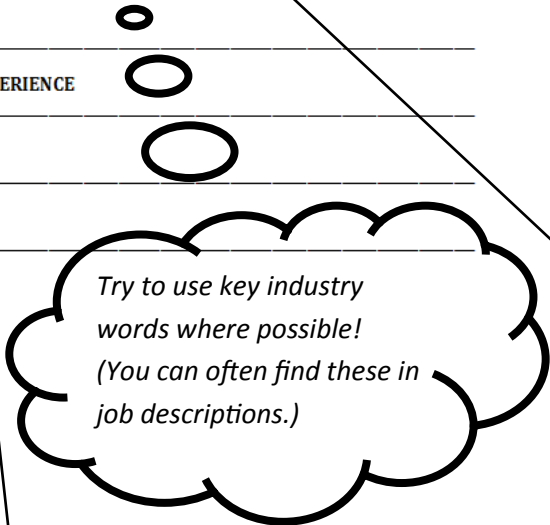 ERIENCE
Try to use key industry
words where possible!
(You can often find these in
job descriptions.)